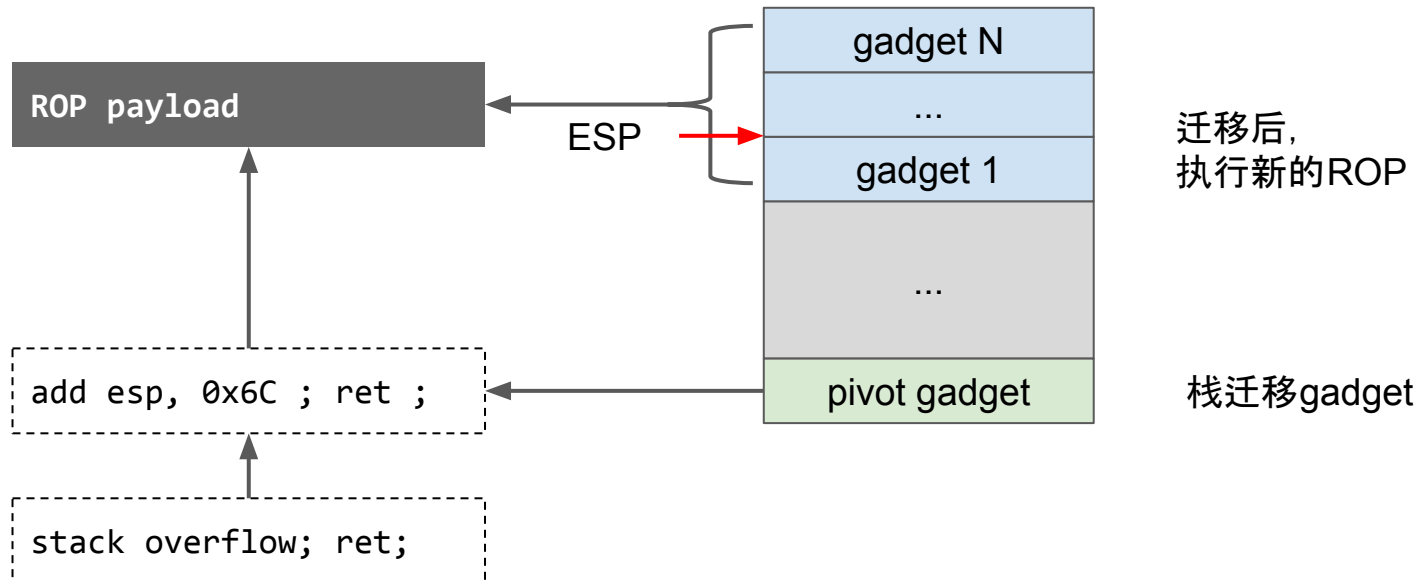 gadget N
ROP payload
...
ESP
迁移后,
执行新的ROP
gadget 1
...
add esp, 0x6C ; ret ;
pivot gadget
栈迁移gadget
stack overflow; ret;